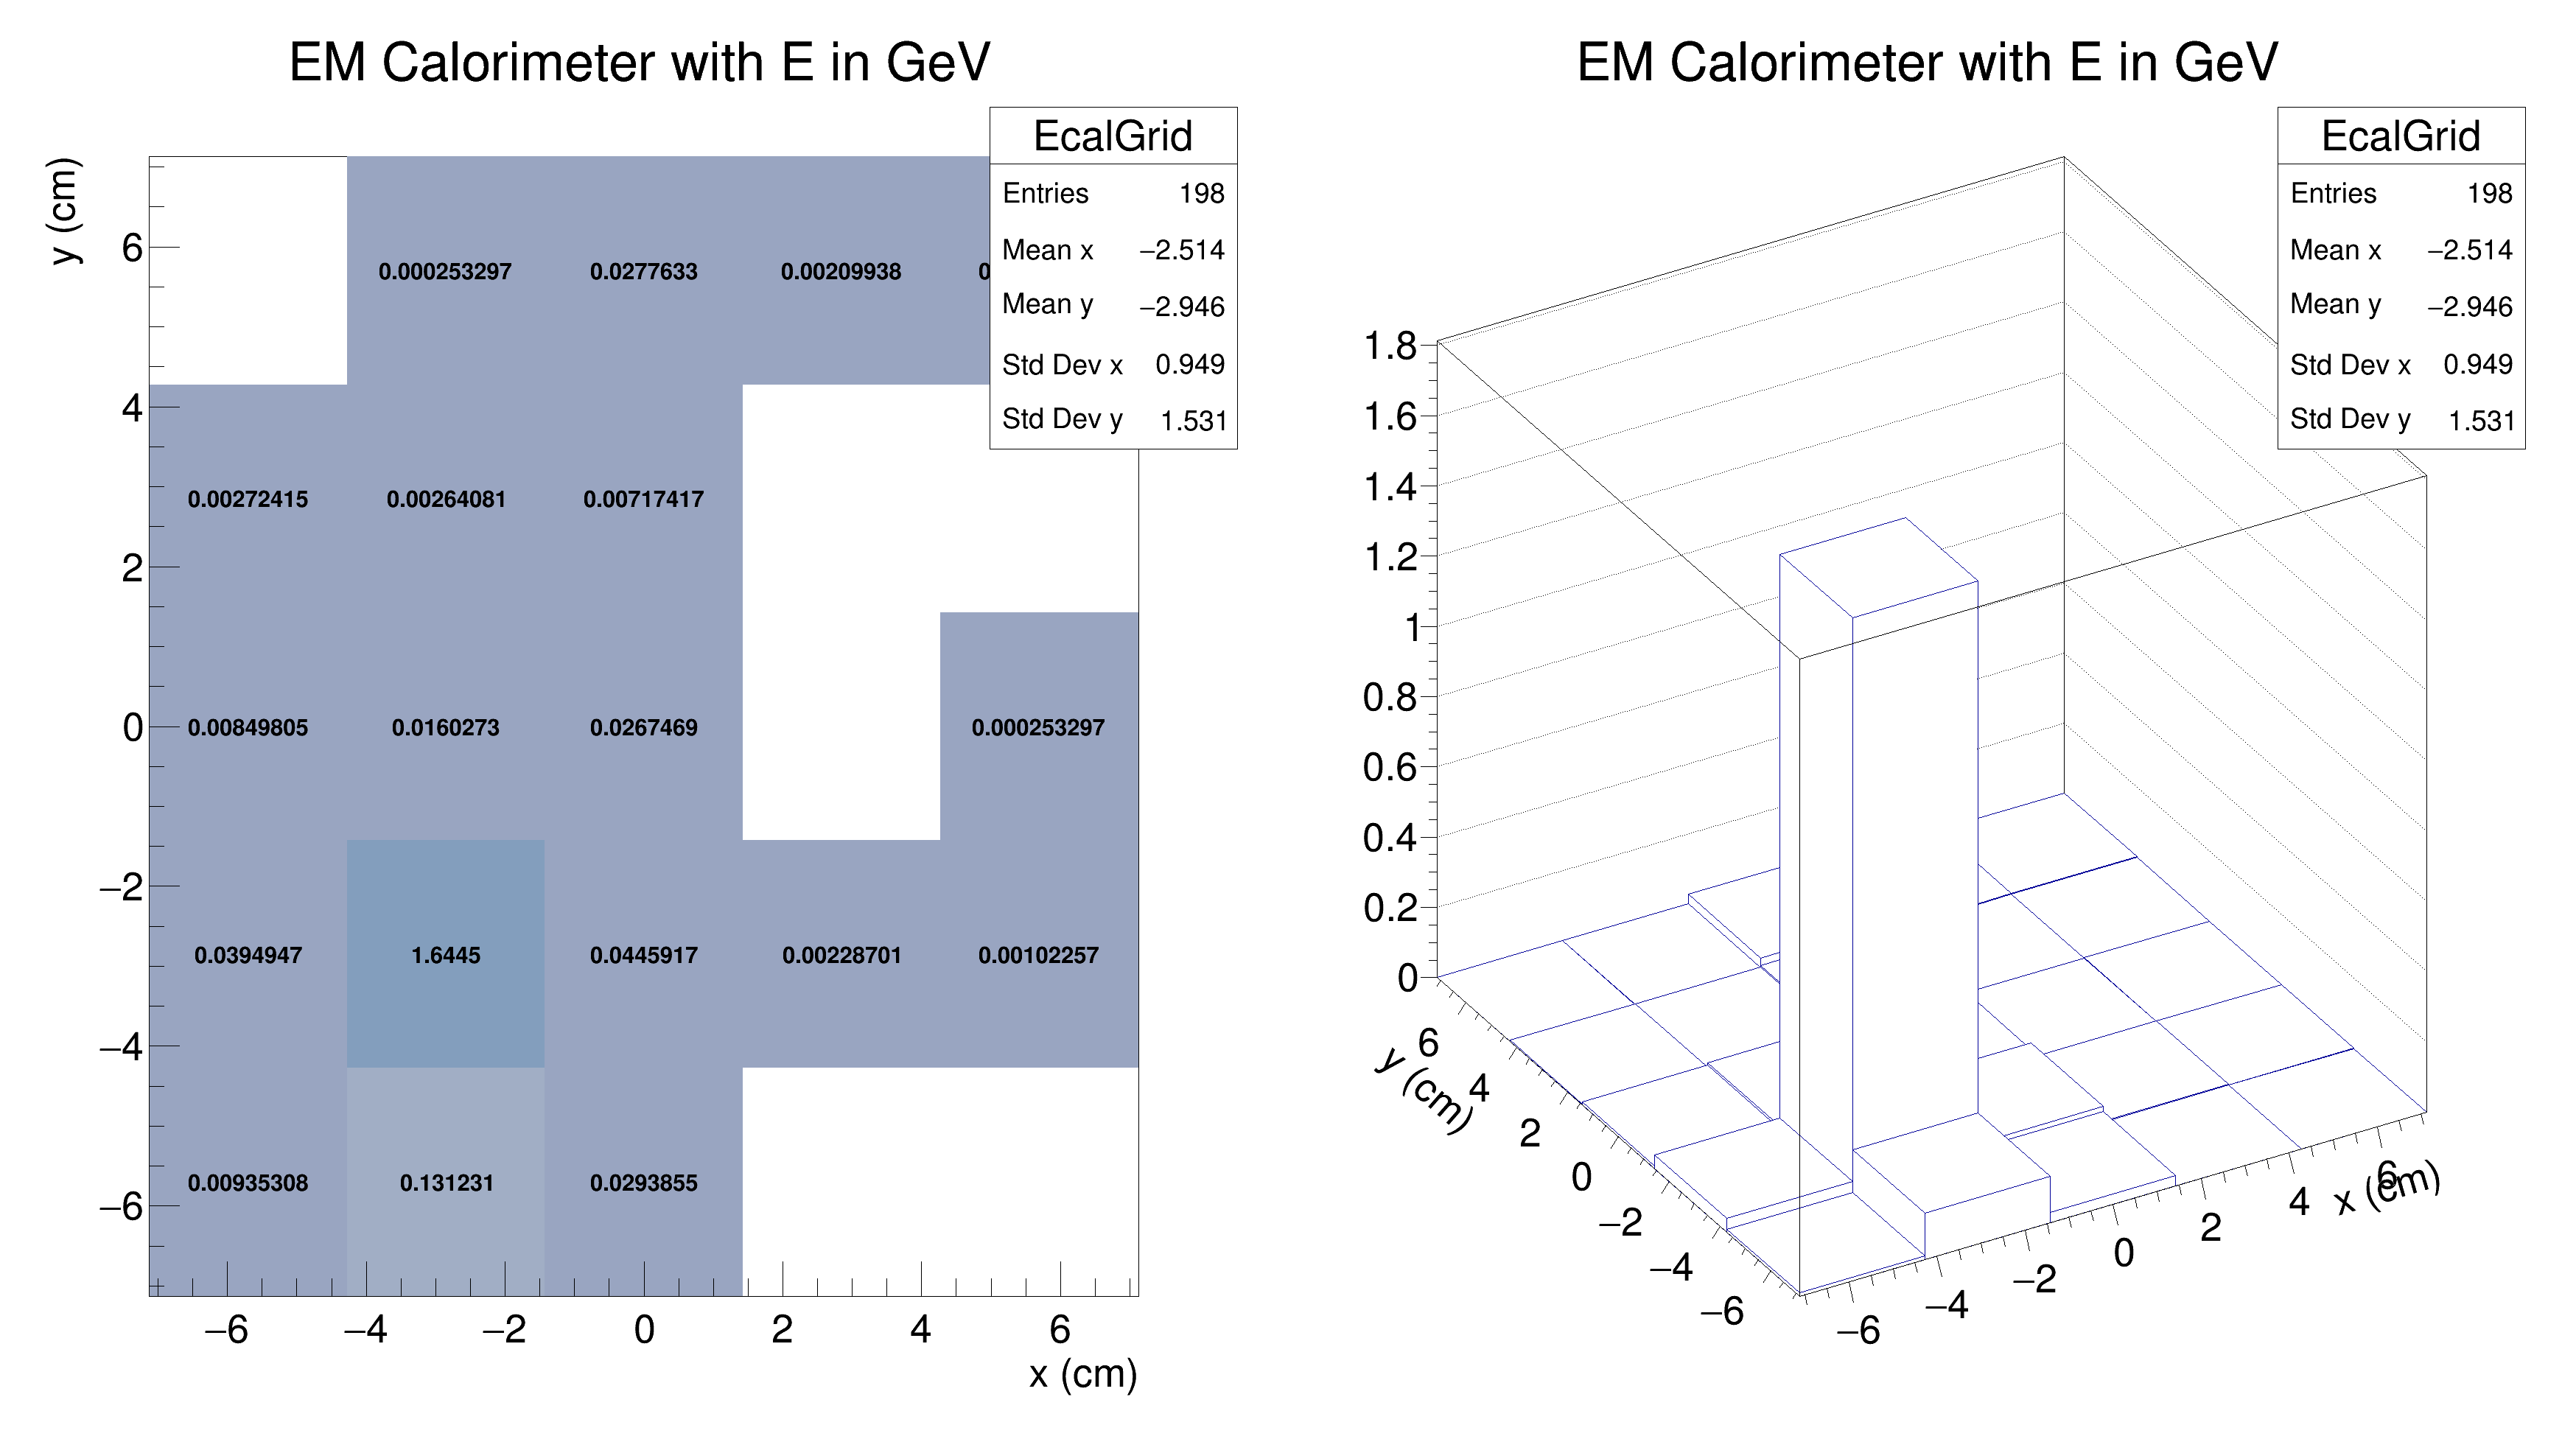 EM Calorimeter with E in GeV
EcalGrid
Entries 198
Mean x −2.514
Mean y −2.946
Std Dev x 0.949
Std Dev y 1.531
y (cm)
6
4
2
0
−2
−4
−6
0.000253297 0.0277633 0.00209938
0.00272415 0.00264081 0.00717417
0.00849805 0.0160273 0.0267469 0.000253297
0.0394947 1.6445 0.0445917 0.00228701 0.00102257
0.00935308 0.131231 0.0293855
−6 −4 −2 0 2 4 6
x (cm)
EM Calorimeter with E in GeV
EcalGrid
Entries 198
Mean x −2.514
Mean y −2.946
Std Dev x 0.949
Std Dev y 1.531
1.8
1.6
1.4
1.2
1
0.8
0.6
0.4
0.2
0
y (cm)
6
4
2
0
−2
−4
−6
−6
−4
−2
0
2
4
6
x (cm)